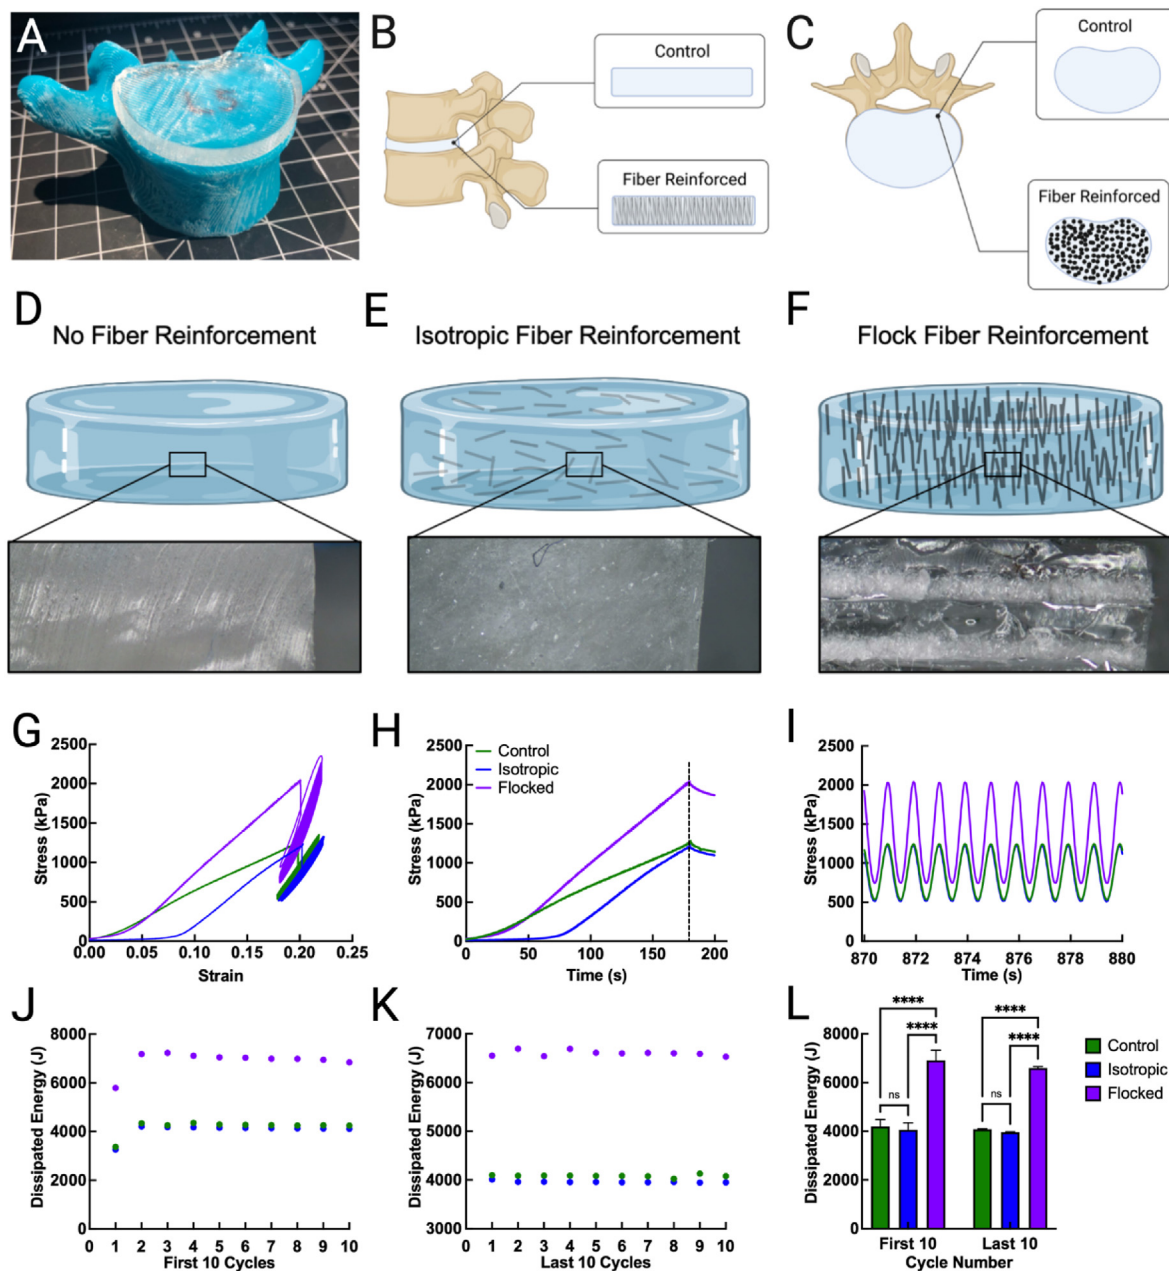 A
B
Control
Fiber Reinforced
C
Control
Fiber Reinforced
D
No Fiber Reinforcement
E
Isotropic Fiber Reinforcement
F
Flock Fiber Reinforcement
G
2500
2000
1500
1000
500
0
Stress (kPa)
0.00 0.05 0.10 0.15 0.20 0.25
Strain
H
2500
2000
1500
1000
500
0
Stress (kPa)
Control
Isotropic
Flocked
0 50 100 150 200
Time (s)
I
2500
2000
1500
1000
500
0
Stress (kPa)
870 872 874 876 878 880
Time (s)
J
8000
6000
4000
2000
0
Dissipated Energy (J)
0 1 2 3 4 5 6 7 8 9 10
First 10 Cycles
K
7000
6000
5000
4000
3000
Dissipated Energy (J)
0 1 2 3 4 5 6 7 8 9 10
Last 10 Cycles
L
8000
6000
4000
2000
0
Dissipated Energy (J)
**** ****
**** ****
ns ns
First 10 Last 10
Cycle Number
Control
Isotropic
Flocked